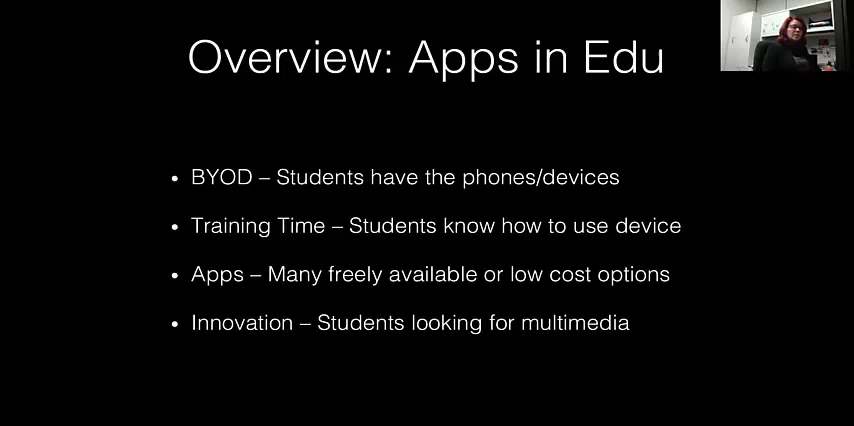 Overview: Apps in Edu
• BYOD – Students have the phones/devices
• Training Time – Students know how to use device
• Apps – Many freely available or low cost options
• Innovation – Students looking for multimedia